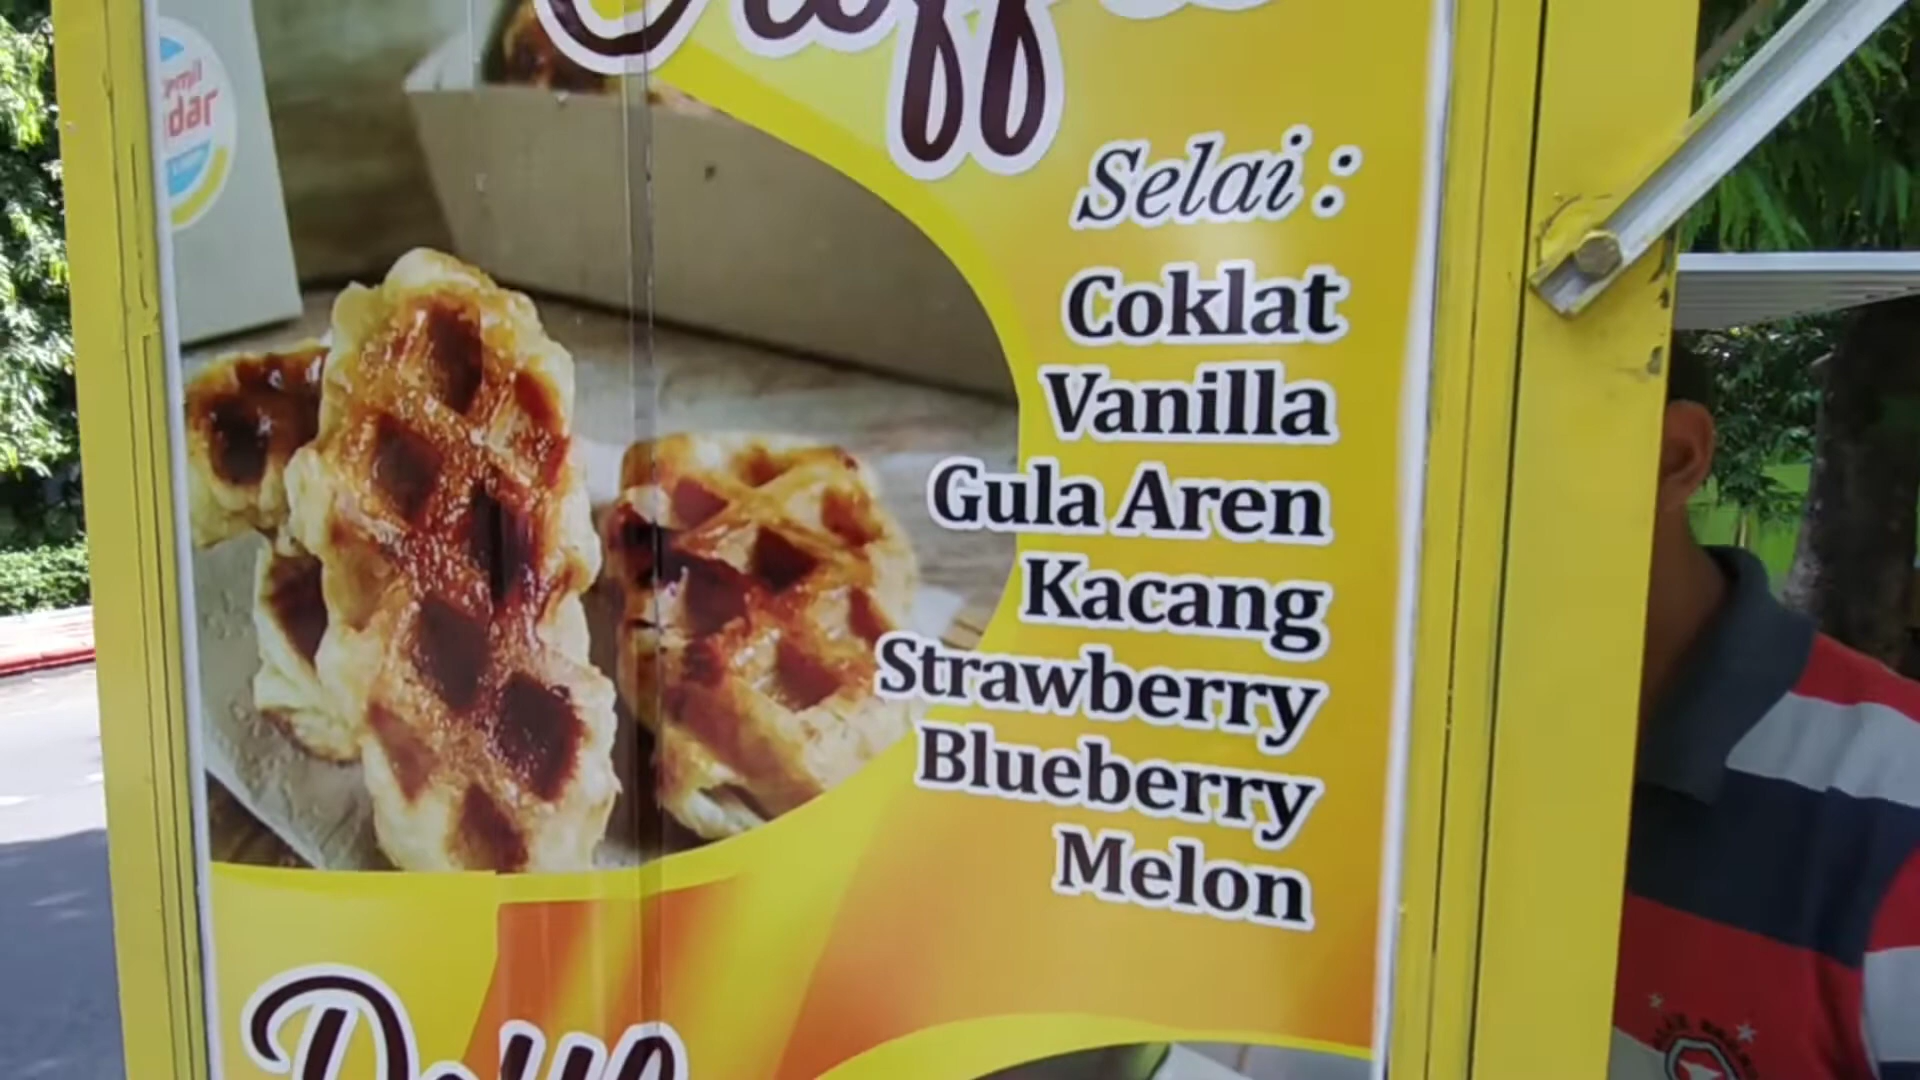 Selai :
Coklat
Vanilla
Gula Aren
Kacang
Strawberry
Blueberry
Melon